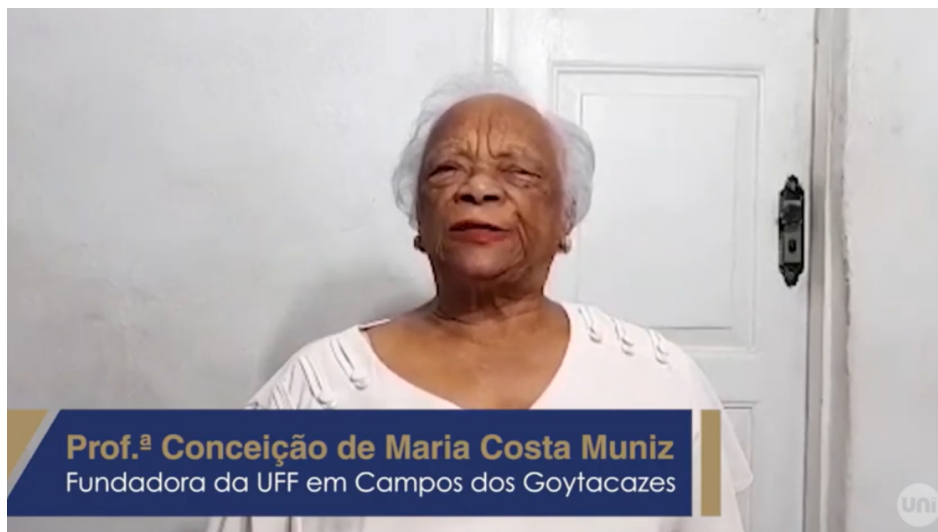 Prof.ª Conceição de Maria Costa Muniz
Fundadora da UFF em Campos dos Goytacazes
uni